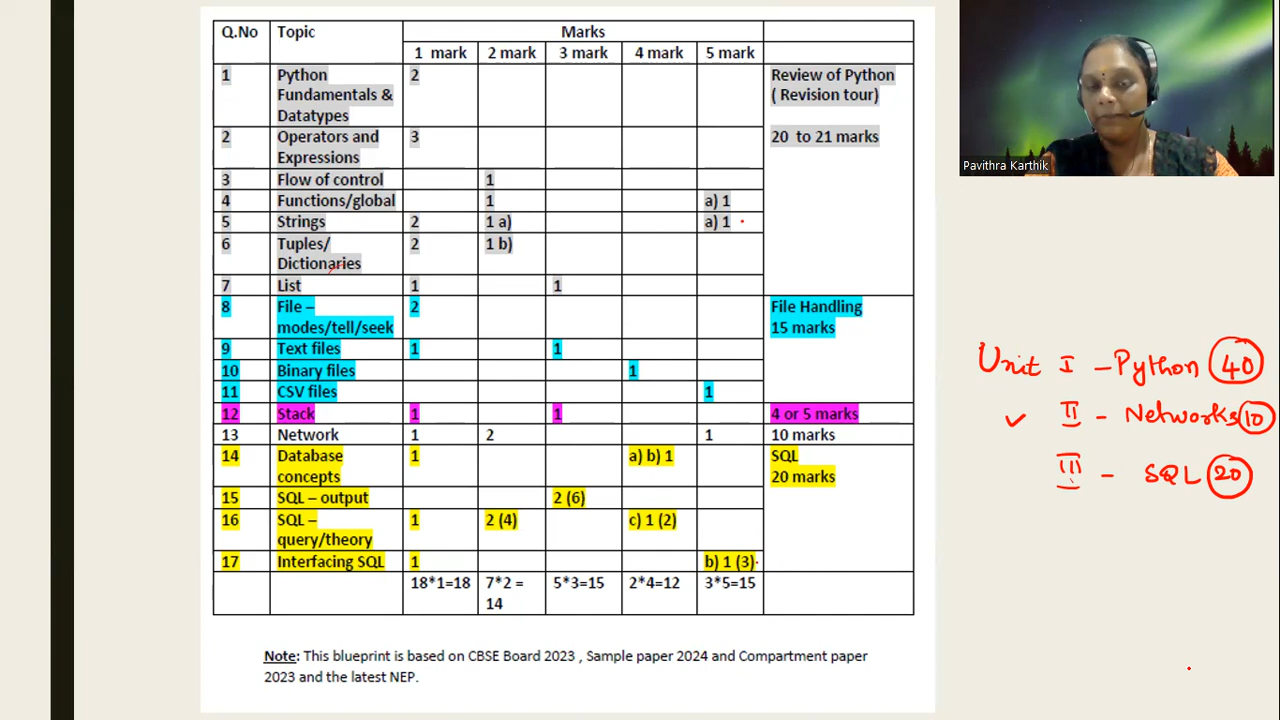 Q.No Topic Marks
1 mark 2 mark 3 mark 4 mark 5 mark
1 Python Fundamentals & Datatypes 2 Review of Python ( Revision tour) 20 to 21 marks
2 Operators and Expressions 3
3 Flow of control 1
4 Functions/global 1 a) 1
5 Strings 2 1 a) a) 1
6 Tuples/ Dictionaries 2 1 b)
7 List 1 1
8 File – modes/tell/seek 2 File Handling 15 marks
9 Text files 1 1
10 Binary files 1
11 CSV files 1
12 Stack 1 1 4 or 5 marks
13 Network 1 2 1 10 marks
14 Database concepts 1 a) b) 1 SQL 20 marks
15 SQL – output 2 (6)
16 SQL – query/theory 1 2 (4) c) 1 (2)
17 Interfacing SQL 1 b) 1 (3)
18*1=18 7*2 = 14 5*3=15 2*4=12 3*5=15
Note: This blueprint is based on CBSE Board 2023 , Sample paper 2024 and Compartment paper
2023 and the latest NEP.
Pavithra Karthik
Unit I – Python 40
✓ II – Networks 10
III – SQL 20